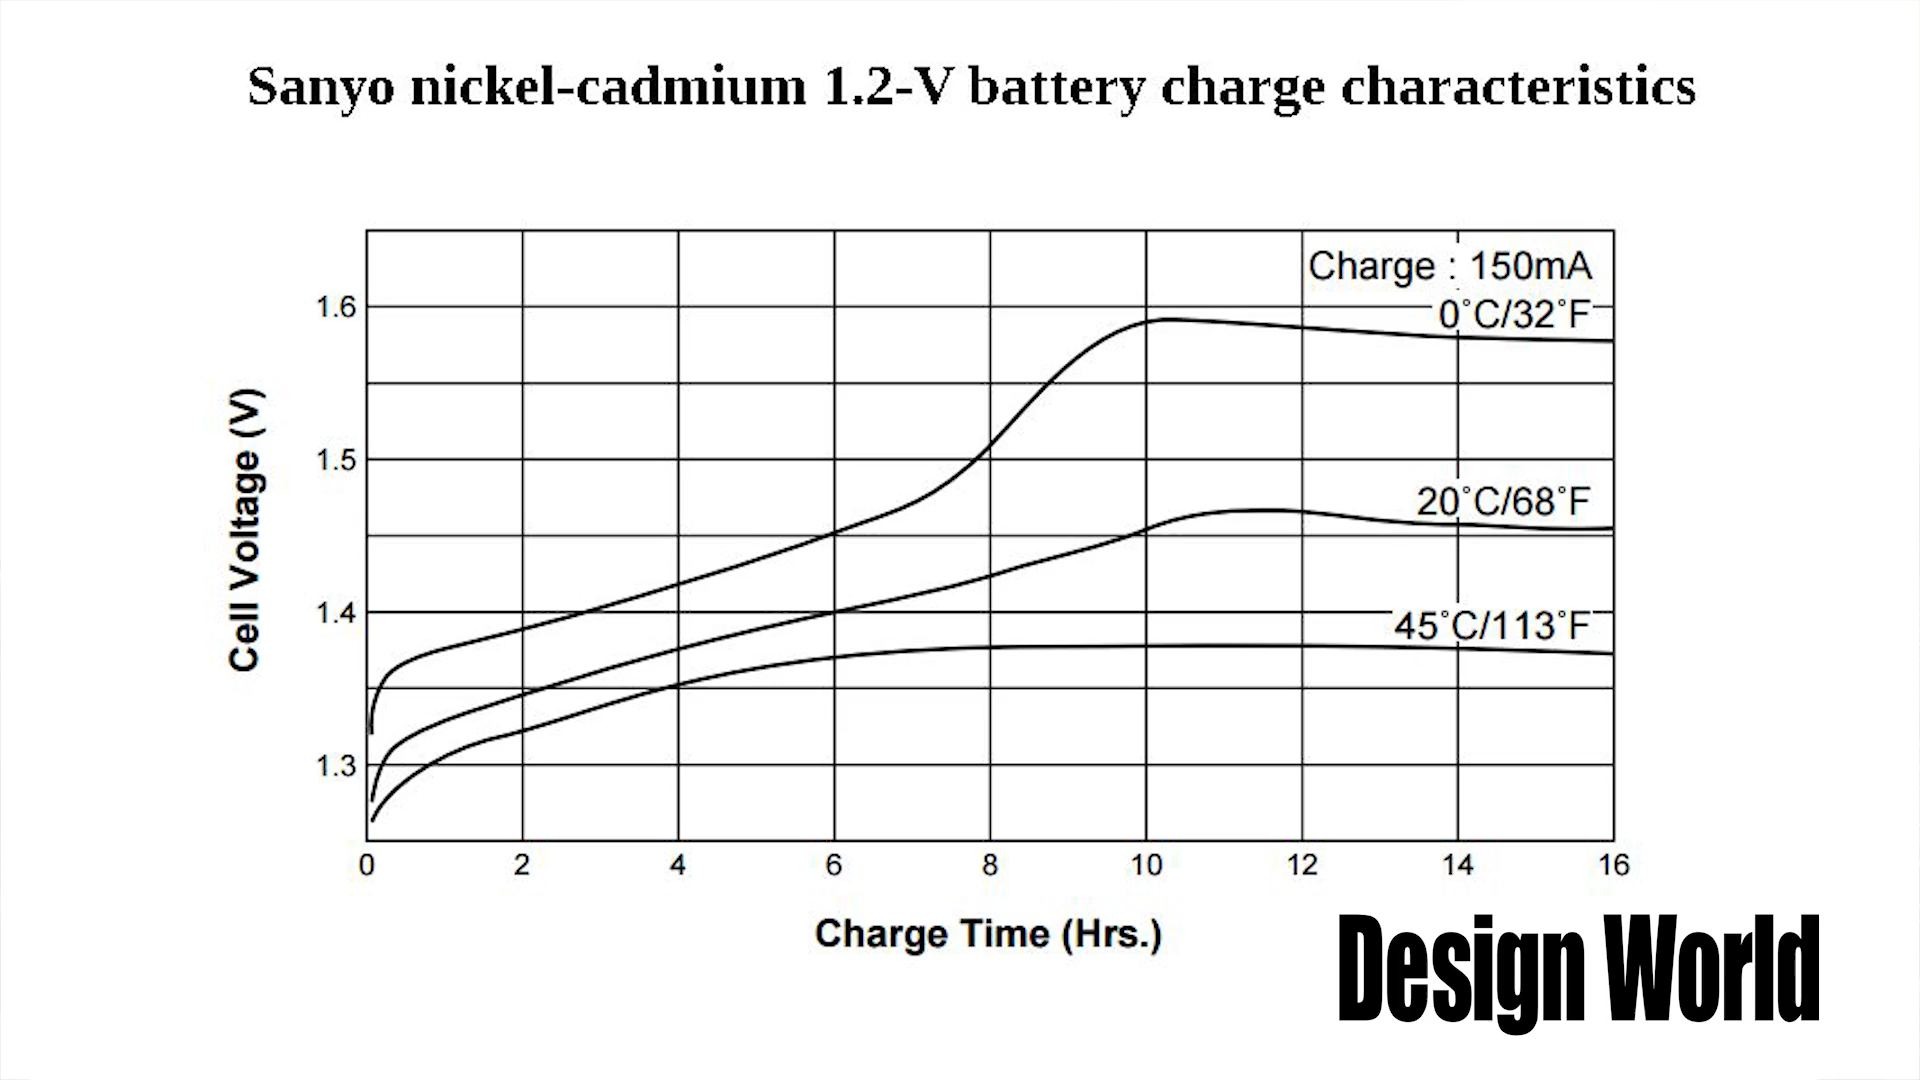 Sanyo nickel-cadmium 1.2-V battery charge characteristics
Charge : 150mA
0˚C/32˚F
20˚C/68˚F
45˚C/113˚F
1.6
1.5
1.4
1.3
Cell Voltage (V)
0 2 4 6 8 10 12 14 16
Charge Time (Hrs.)
Design World